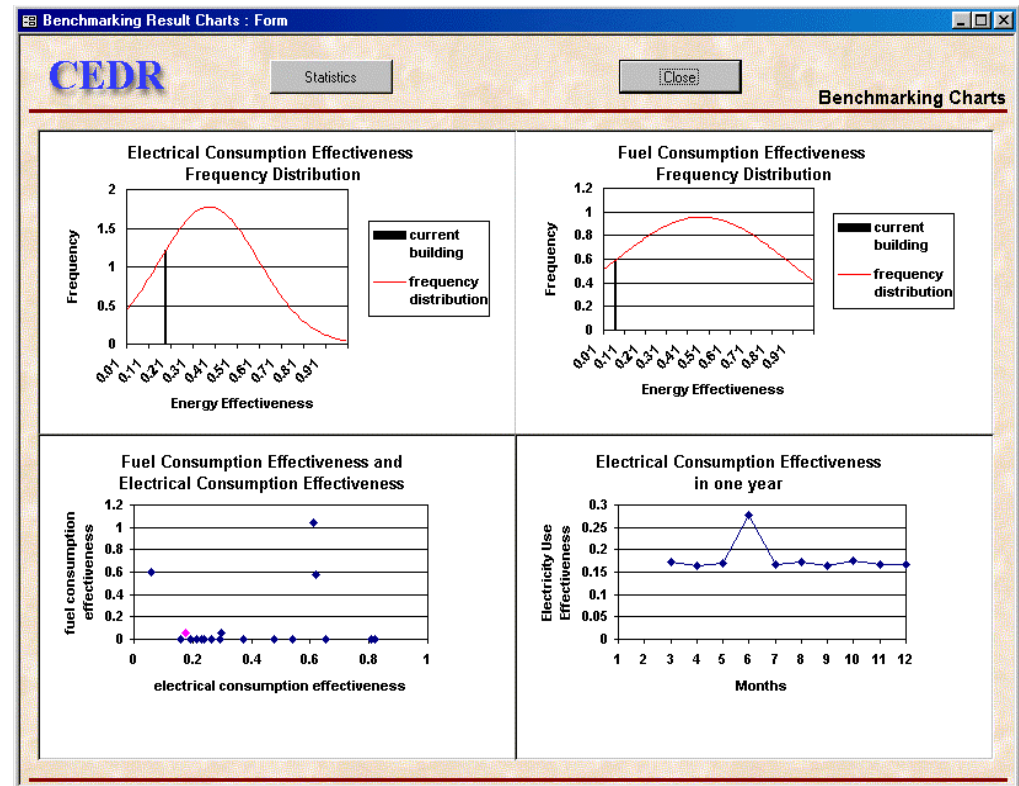 Benchmarking Result Charts : Form
CEDR
Statistics
Close
Benchmarking Charts
Electrical Consumption Effectiveness
Frequency Distribution
2
1.5
1
0.5
0
Frequency
0.01 0.11 0.21 0.31 0.41 0.51 0.61 0.71 0.81 0.91
Energy Effectiveness
current
building
frequency
distribution
Fuel Consumption Effectiveness
Frequency Distribution
1.2
1
0.8
0.6
0.4
0.2
0
Frequency
0.01 0.11 0.21 0.31 0.41 0.51 0.61 0.71 0.81 0.91
Energy Effectiveness
current
building
frequency
distribution
Fuel Consumption Effectiveness and
Electrical Consumption Effectiveness
1.2
1
0.8
0.6
0.4
0.2
0
fuel consumption
effectiveness
0 0.2 0.4 0.6 0.8 1
electrical consumption effectiveness
Electrical Consumption Effectiveness
in one year
0.3
0.25
0.2
0.15
0.1
0.05
0
Electricity Use
Effectiveness
1 2 3 4 5 6 7 8 9 10 11 12
Months